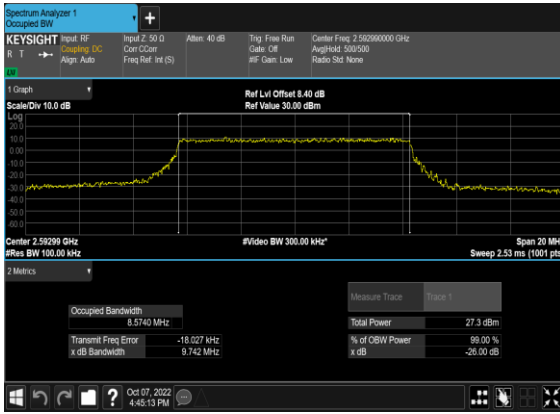 Spectrum Analyzer 1
Occupied BW
KEYSIGHT Input: RF Input Z: 50 Ω Atten: 40 dB Trig: Free Run Center Freq: 2.592990000 GHz
R T Coupling: DC Corr CCorr Gate: Off Avg|Hold: 500/500
Align: Auto Freq Ref: Int (S) #IF Gain: Low Radio Std: None
LW
1 Graph
Ref Lvl Offset 8.40 dB
Scale/Div 10.0 dB Ref Value 30.00 dBm
Log
20.0
10.0
0.00
-10.0
-20.0
-30.0
-40.0
-50.0
-60.0
Center 2.59299 GHz #Video BW 300.00 kHz* Span 20 MH
#Res BW 100.00 kHz Sweep 2.53 ms (1001 pts
2 Metrics
Measure Trace Trace 1
Occupied Bandwidth
8.5740 MHz Total Power 27.3 dBm
Transmit Freq Error -18.027 kHz % of OBW Power 99.00 %
x dB Bandwidth 9.742 MHz x dB -26.00 dB
? Oct 07, 2022
4:45:13 PM